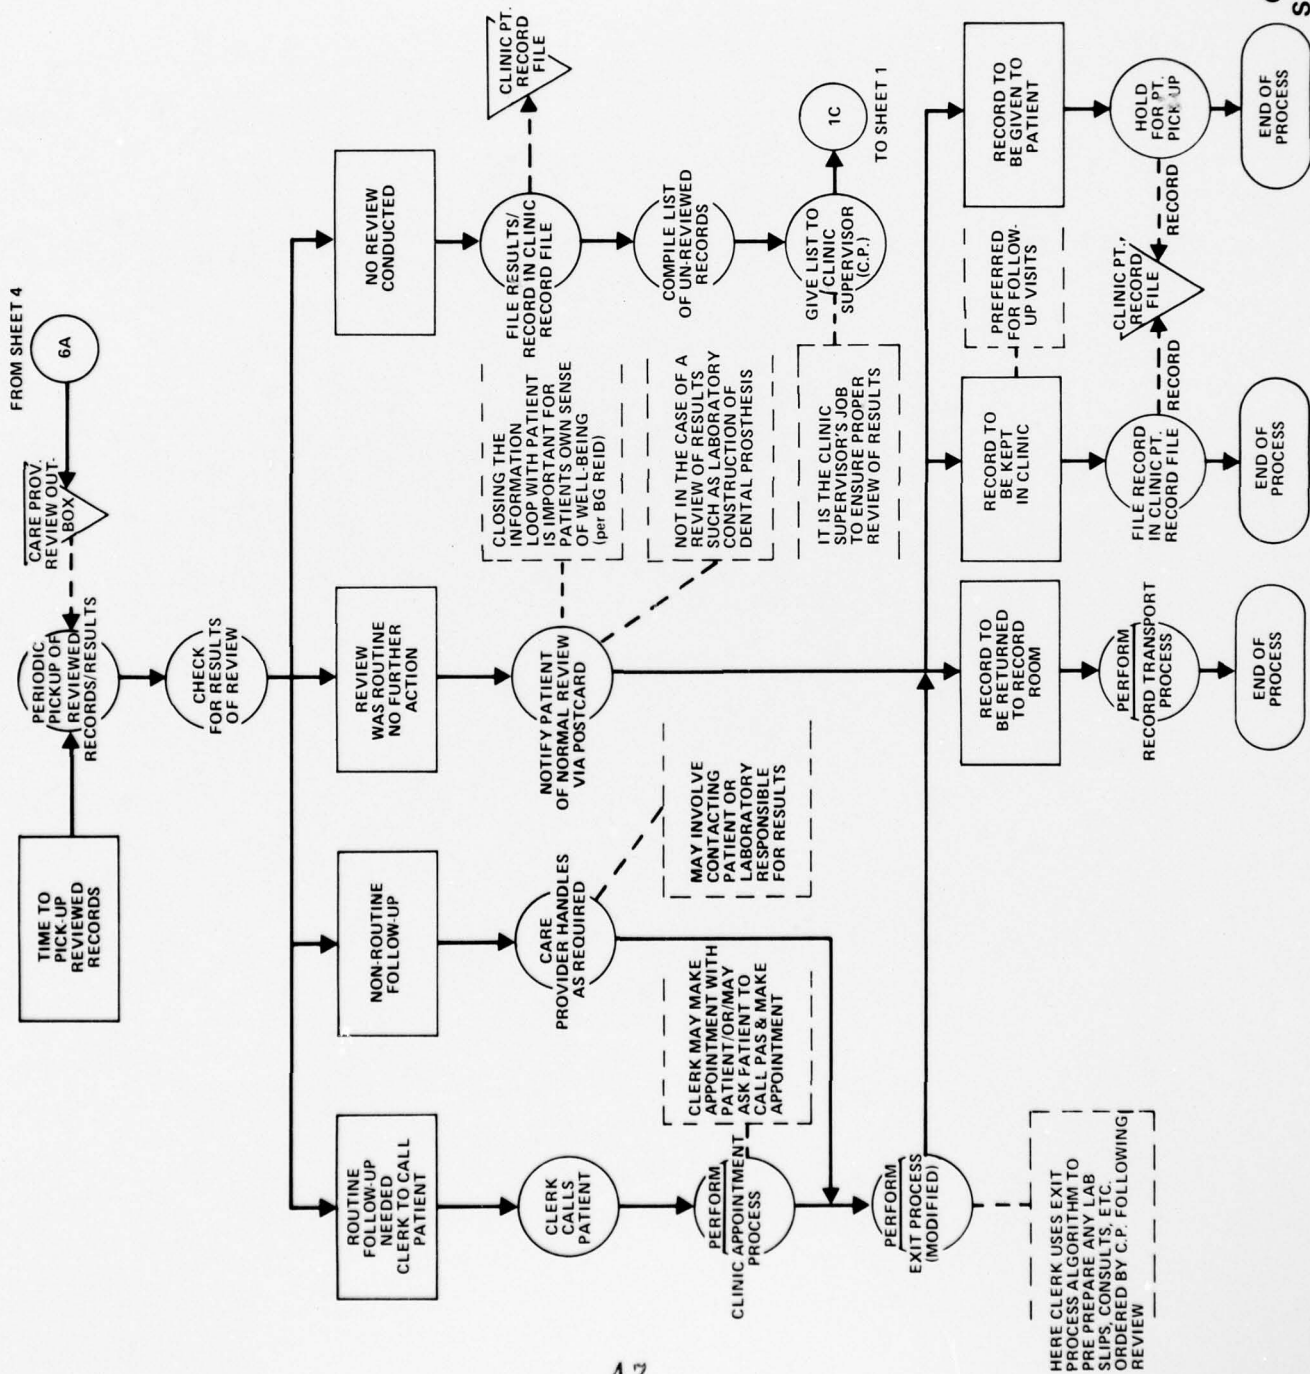 FROM SHEET 4
6A
CARE PROV.
REVIEW OUT-
BOX
PERIODIC
PICKUP OF
REVIEWED
RECORDS/RESULTS
TIME TO
PICK-UP
REVIEWED
RECORDS
CHECK
FOR RESULTS
OF REVIEW
ROUTINE
FOLLOW-UP
NEEDED
CLERK TO CALL
PATIENT
NON-ROUTINE
FOLLOW-UP
REVIEW
WAS ROUTINE
NO FURTHER
ACTION
NO REVIEW
CONDUCTED
CLERK
CALLS
PATIENT
CARE
PROVIDER HANDLES
AS REQUIRED
NOTIFY PATIENT
OF NORMAL REVIEW
VIA POSTCARD
CLOSING THE
INFORMATION
LOOP WITH PATIENT
IS IMPORTANT FOR
PATIENTS OWN SENSE
OF WELL-BEING
(per BG REID)
FILE RESULTS/
RECORD IN CLINIC
RECORD FILE
CLINIC PT.
RECORD
FILE
PERFORM
CLINIC APPOINTMENT
PROCESS
CLERK MAY MAKE
APPOINTMENT WITH
PATIENT/OR/MAY
ASK PATIENT TO
CALL PAS & MAKE
APPOINTMENT
MAY INVOLVE
CONTACTING
PATIENT OR
LABORATORY
RESPONSIBLE
FOR RESULTS
NOT IN THE CASE OF A
REVIEW OF RESULTS
SUCH AS LABORATORY
CONSTRUCTION OF
DENTAL PROSTHESIS
COMPILE LIST
OF UN-REVIEWED
RECORDS
PERFORM
EXIT PROCESS
(MODIFIED)
IT IS THE CLINIC
SUPERVISOR'S JOB
TO ENSURE PROPER
REVIEW OF RESULTS
GIVE LIST TO
CLINIC
SUPERVISOR
(C.P.)
1C
TO SHEET 1
HERE CLERK USES EXIT
PROCESS ALGORITHM TO
PRE PREPARE ANY LAB
SLIPS, CONSULTS, ETC.
ORDERED BY C.P. FOLLOWING
REVIEW
RECORD TO
BE RETURNED
TO RECORD
ROOM
RECORD TO
BE KEPT
IN CLINIC
PREFERRED
FOR FOLLOW-
UP VISITS
RECORD TO
BE GIVEN TO
PATIENT
PERFORM
RECORD TRANSPORT
PROCESS
FILE RECORD
IN CLINIC PT.
RECORD FILE
RECORD
CLINIC PT.
RECORD
FILE
RECORD
HOLD
FOR PT.
PICK-UP
END OF
PROCESS
END OF
PROCESS
END OF
PROCESS